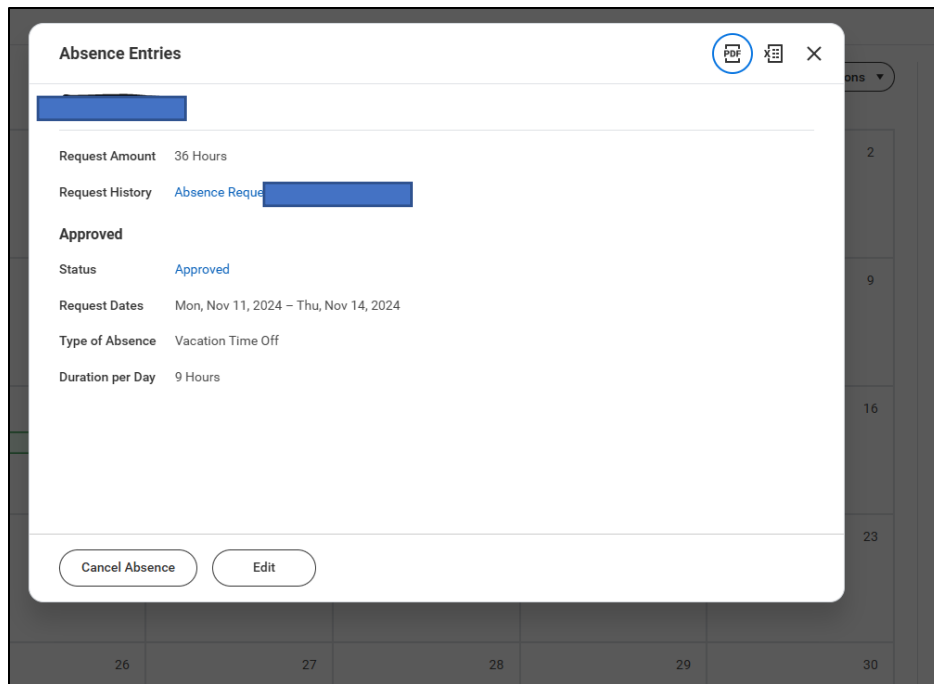 Absence Entries
PDF
X
ons
Request Amount 36 Hours
2
Request History Absence Reque
Approved
Status Approved
9
Request Dates Mon, Nov 11, 2024 – Thu, Nov 14, 2024
Type of Absence Vacation Time Off
Duration per Day 9 Hours
16
23
Cancel Absence Edit
26 27 28 29 30